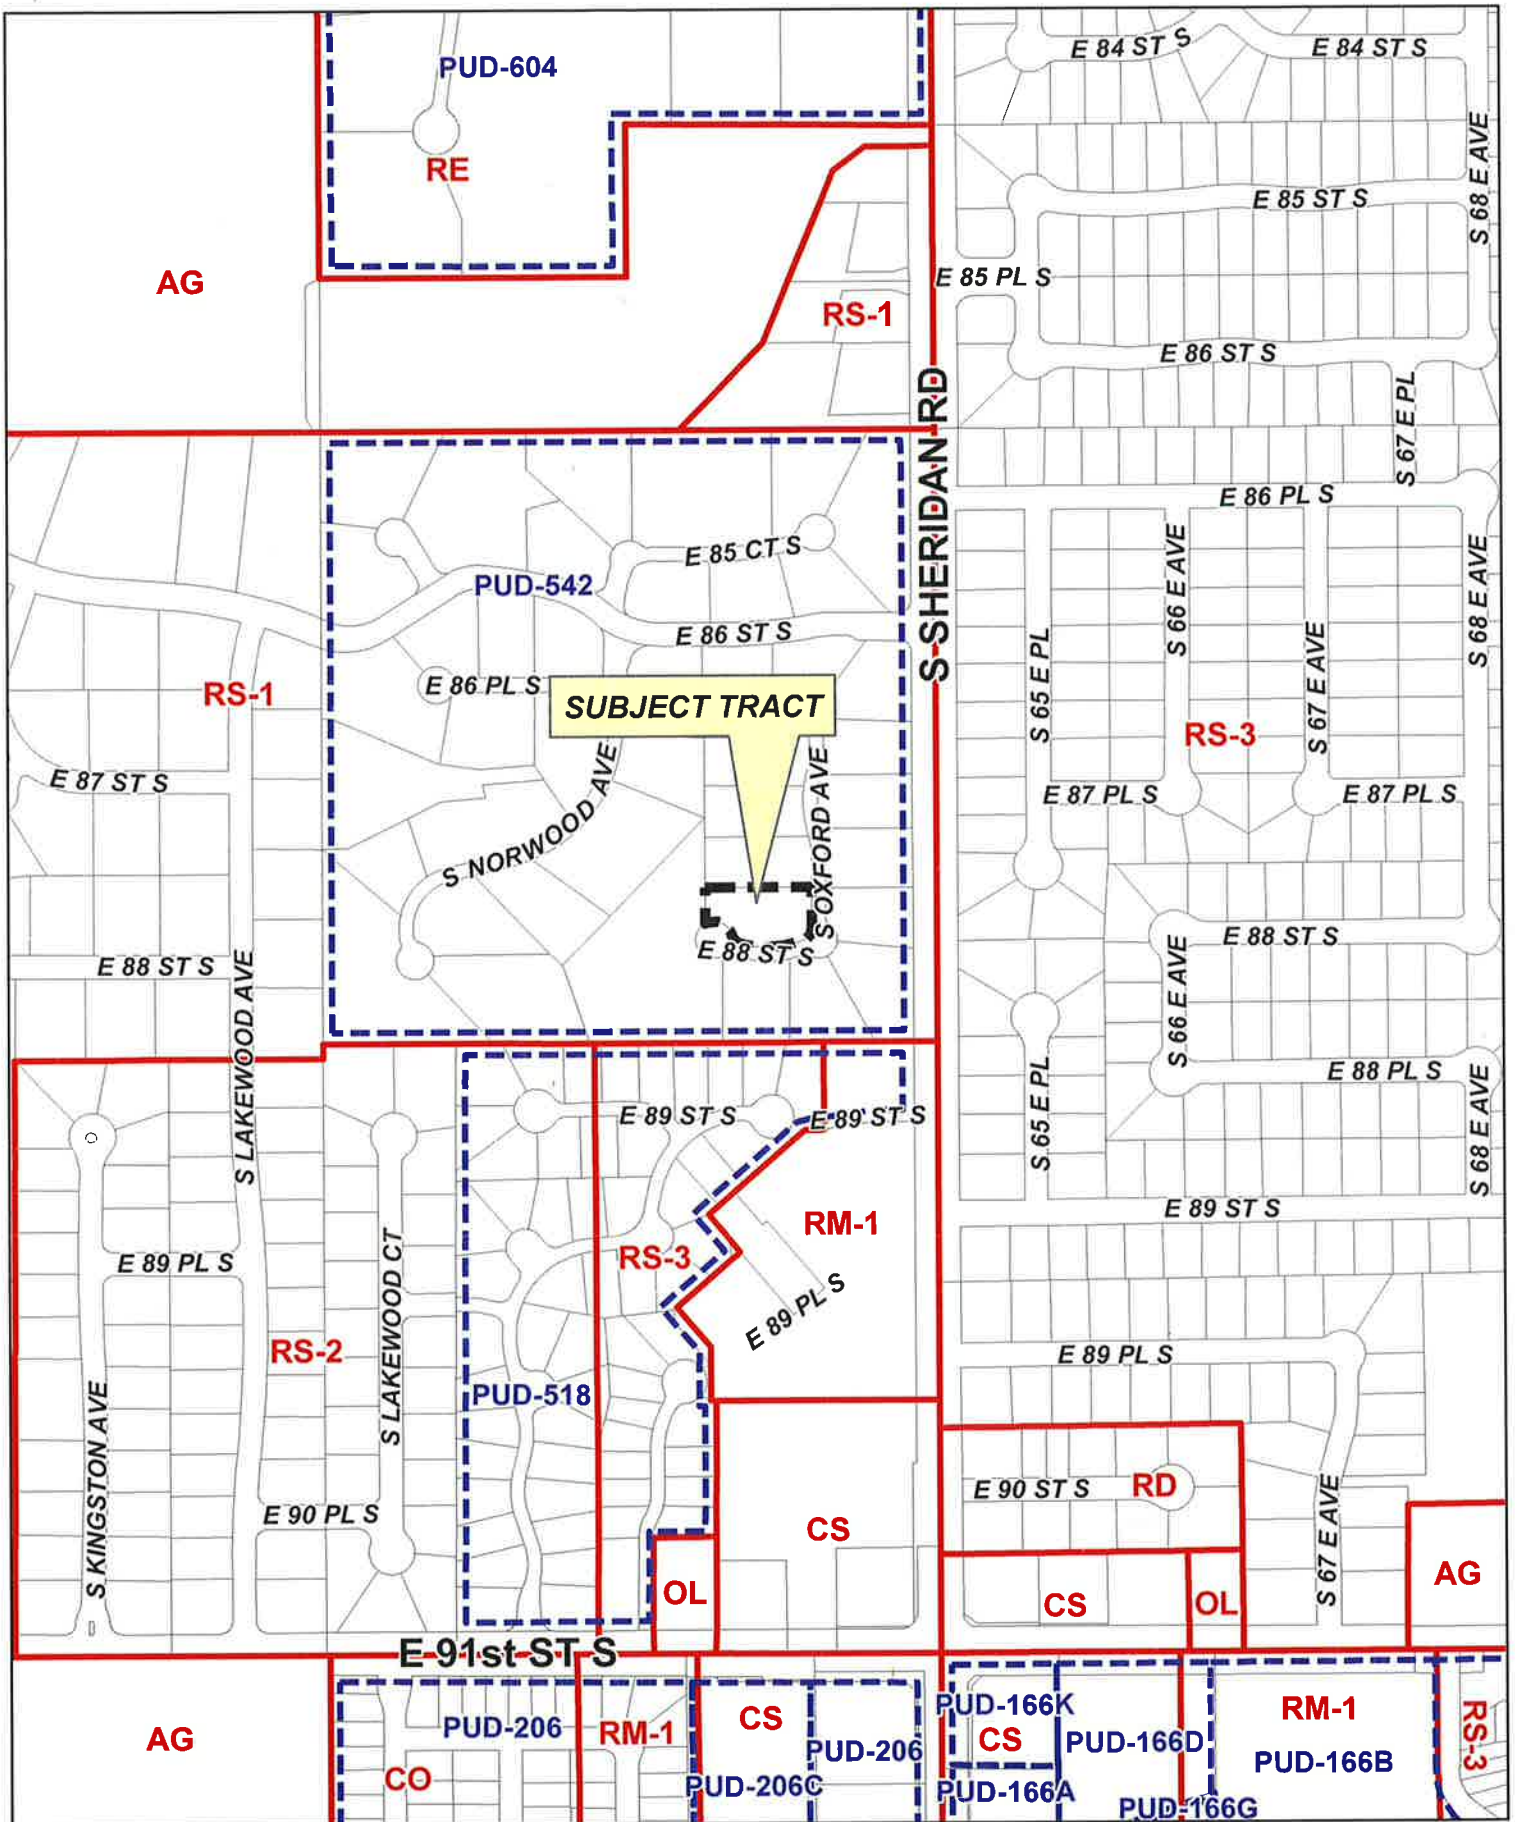 E 84 ST S
E 84 ST S
PUD-604
RE
S 68 E AVE
E 85 ST S
AG
E 85 PL S
RS-1
E 86 ST S
S 67 E PL
S SHERIDAN RD
E 86 PL S
E 85 CT S
PUD-542
S 66 E AVE
S 68 E AVE
E 86 ST S
S 65 E PL
S 67 E AVE
E 86 PL S
RS-1
SUBJECT TRACT
RS-3
E 87 ST S
S NORWOOD AVE
S OXFORD AVE
E 87 PL S
E 87 PL S
E 88 ST S
E 88 ST S
E 88 ST S
S LAKEWOOD AVE
S 66 E AVE
E 88 PL S
S 65 E PL
S 68 E AVE
E 89 ST S
E 89 ST S
E 89 ST S
RM-1
E 89 PL S
RS-3
S LAKEWOOD CT
E 89 PL S
RS-2
E 89 PL S
PUD-518
S KINGSTON AVE
E 90 ST S
RD
E 90 PL S
CS
S 67 E AVE
AG
OL
CS
OL
E 91st ST S
AG
PUD-206
CO
RM-1
CS
PUD-206
PUD-206C
PUD-166K
CS
PUD-166A
PUD-166D
RM-1
PUD-166B
PUD-166G
RS-3